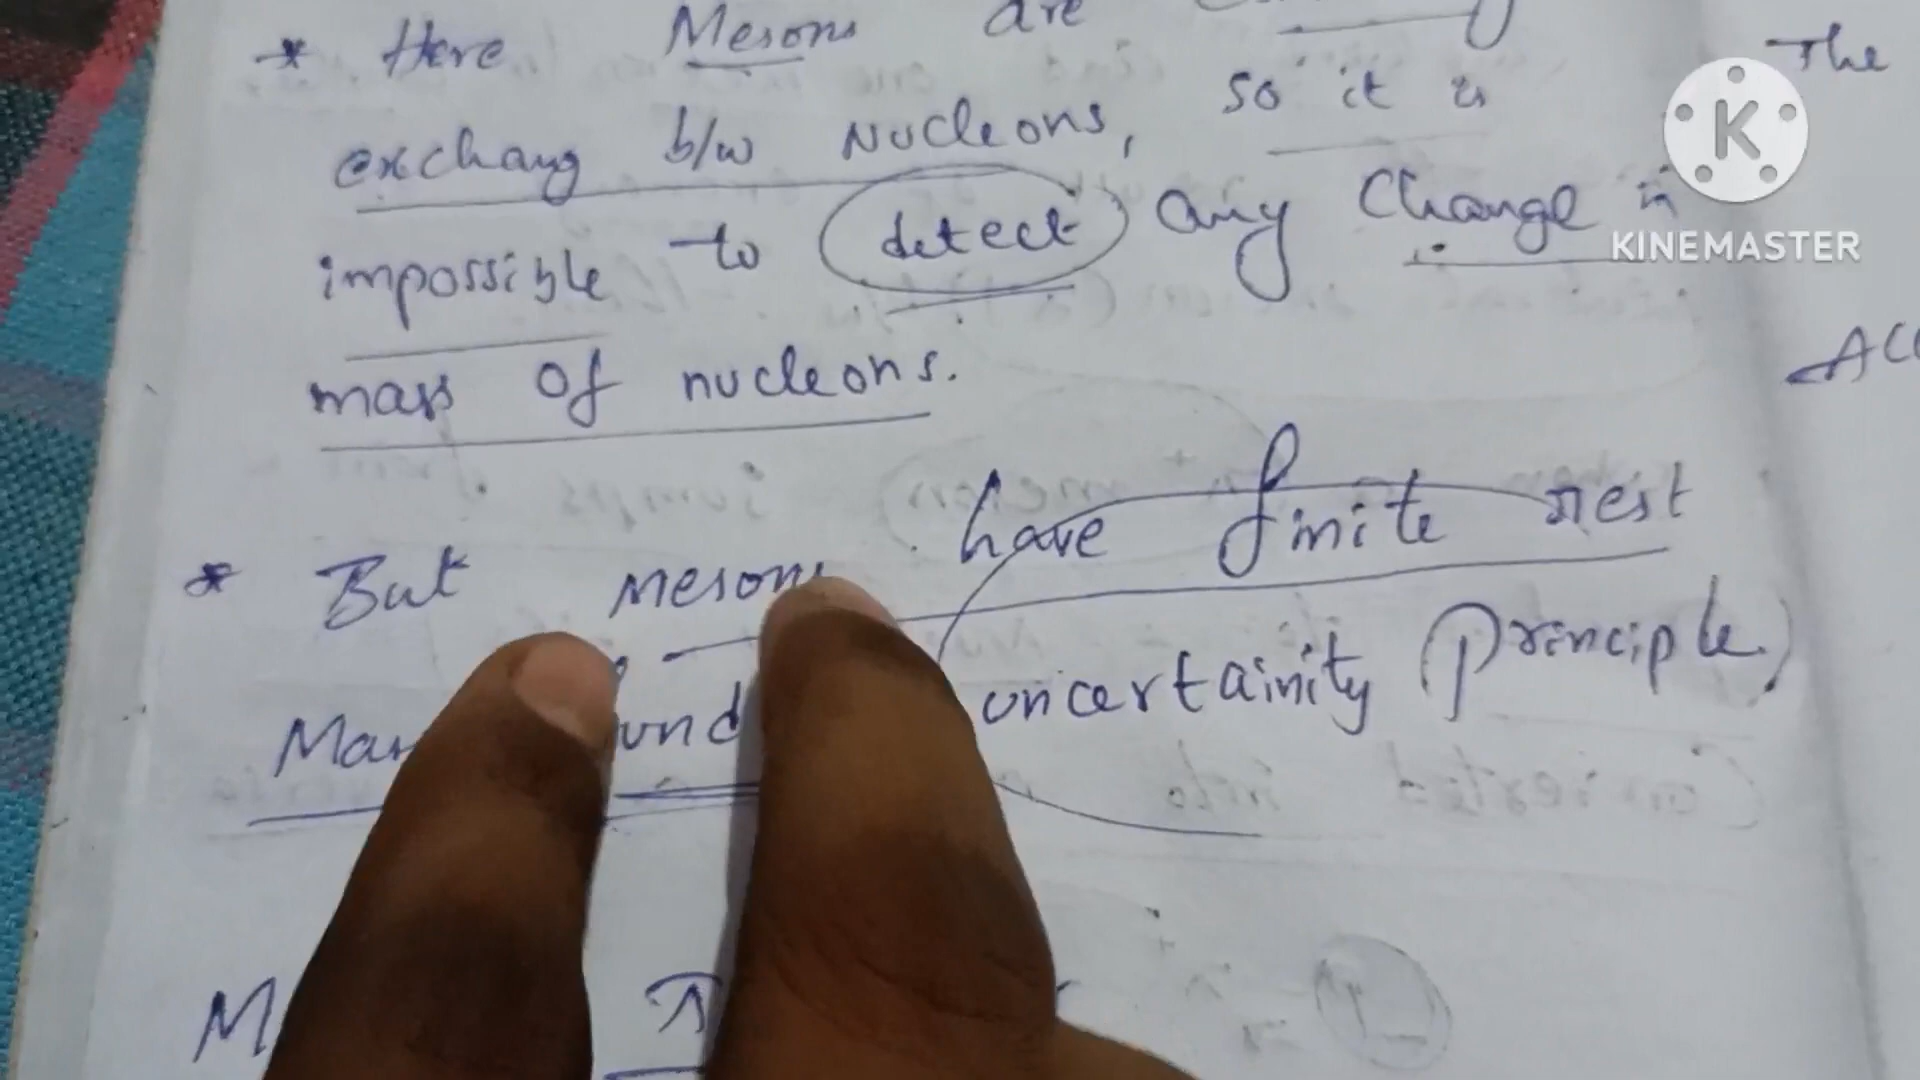 * Here Mesons are
exchang b/w Nucleons, so it is
impossible to detect any change in
mass of nucleons.
* But mesons have finite rest
uncertainity Principle
The
KINEMASTER